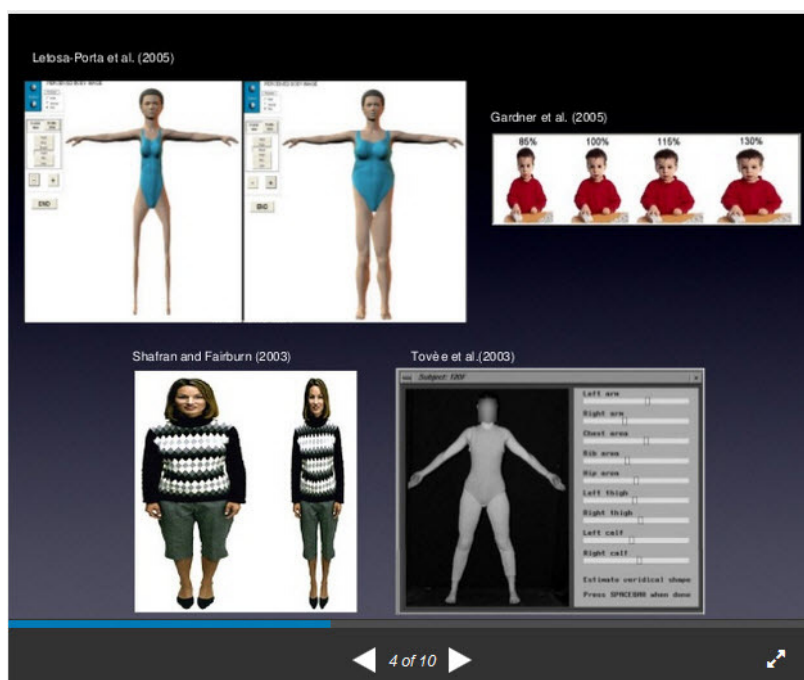 Letosa-Porta et al. (2005)
END
END
Gardner et al. (2005)
85% 100% 115% 130%
Shafran and Fairburn (2003)
Tovèe et al.(2003)
Subject: 120F
Left arm
Right arm
Chest area
Rib area
Hip area
Left thigh
Right thigh
Left calf
Right calf
Estimate veridical shape
Press SPACEBAR when done
4 of 10